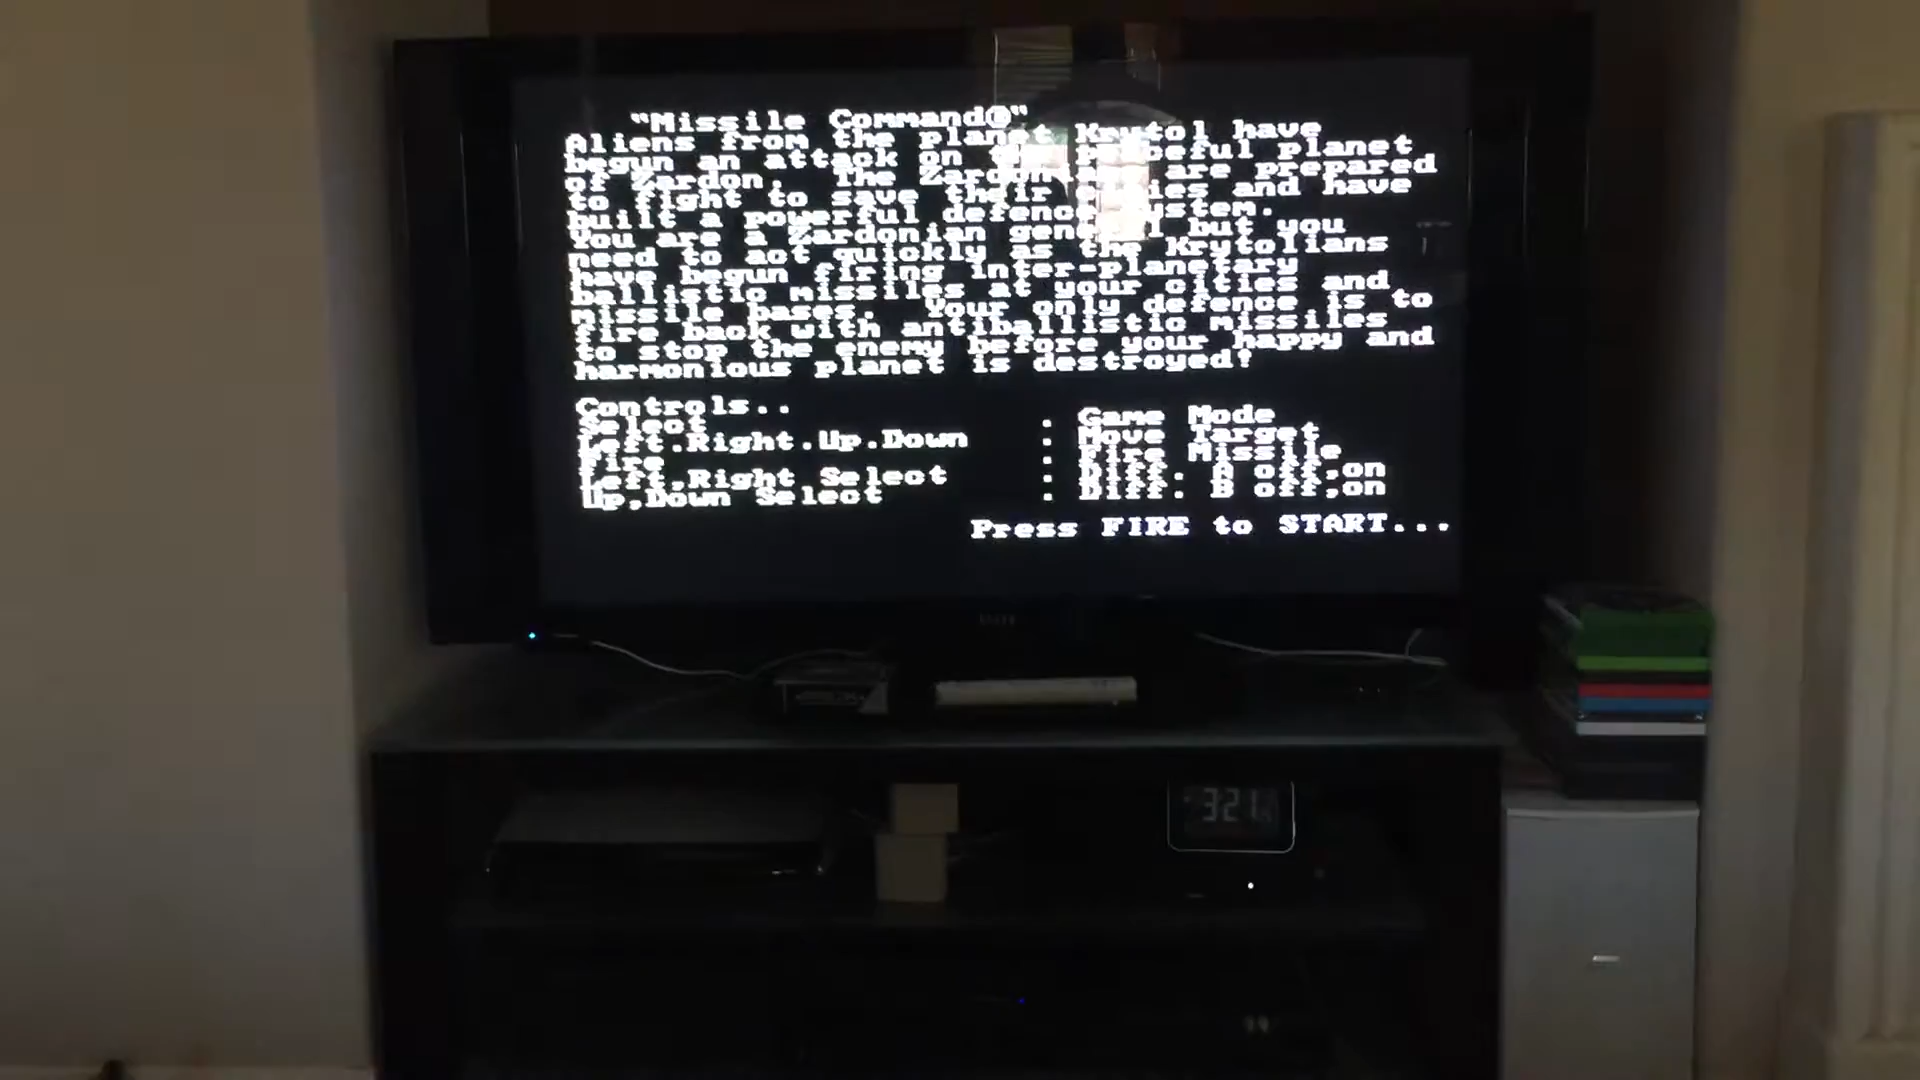 "Missile Command®"
Aliens from the planet Krytol have
begun an attack on the peaceful planet
of Zardon. The Zardonians are prepared
to fight to save their cities and have
built a powerful defence system.
You are a Zardonian general but you
need to act quickly as the Krytolians
have begun firing inter-planetary
ballistic missiles at your cities and
missile bases. Your only defence is to
fire back with antiballistic missiles
to stop the enemy before your happy and
harmonious planet is destroyed!
Controls..
Select : Game Mode
Left.Right.Up.Down : Move Target
Fire : Fire Missile
Left,Right Select : Diff. A off,on
Up,Down Select : Diff. B off,on
Press FIRE to START...
3:21